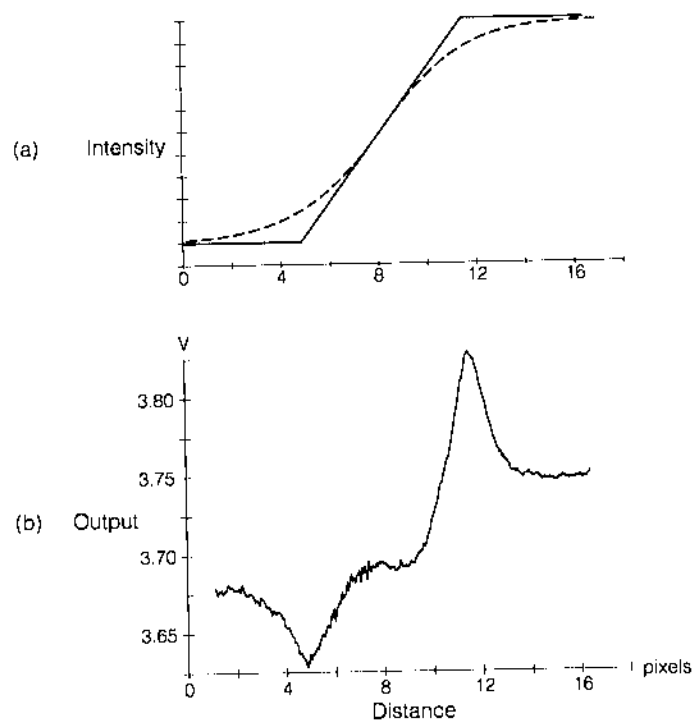 (a) Intensity
0 4 8 12 16
V
3.80
3.75
(b) Output
3.70
3.65
0 4 8 12 16 pixels
Distance